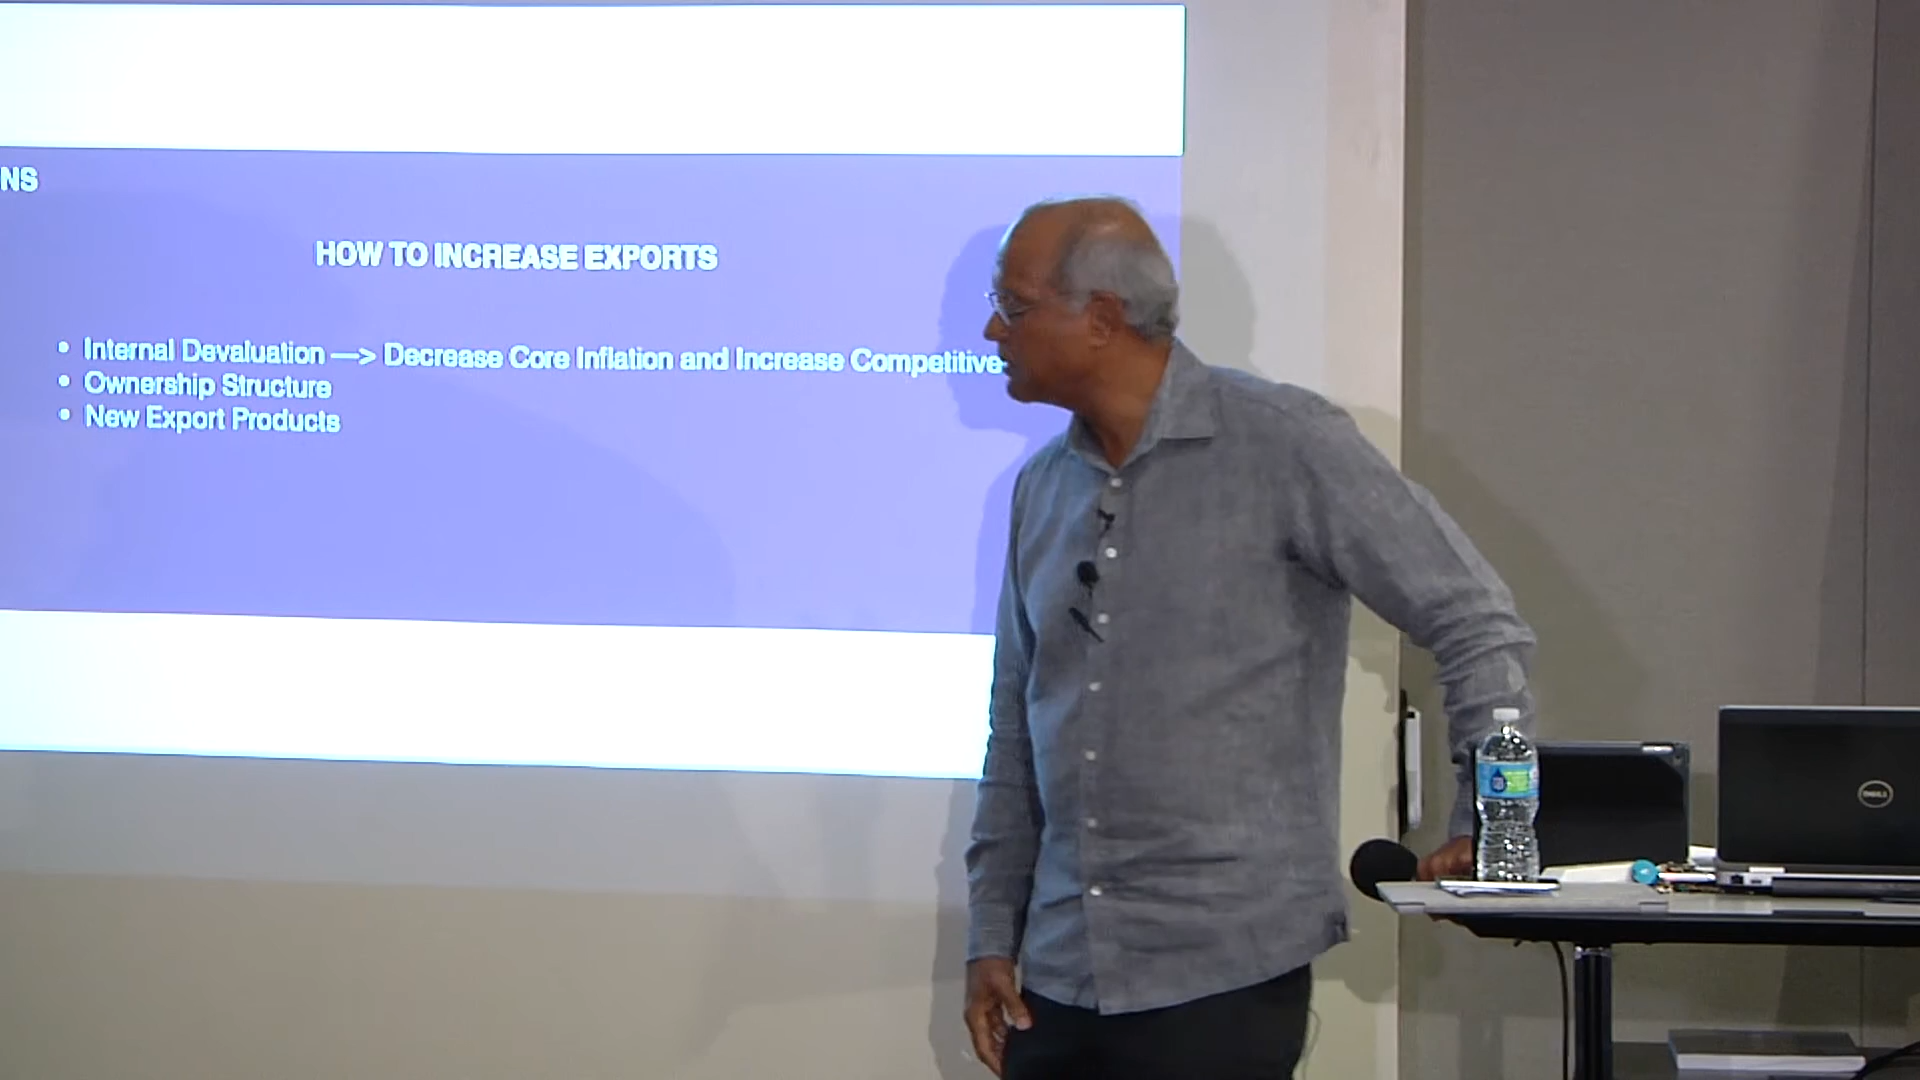 NS
HOW TO INCREASE EXPORTS
• Internal Devaluation —> Decrease Core Inflation and Increase Competitive
• Ownership Structure
• New Export Products
DELL